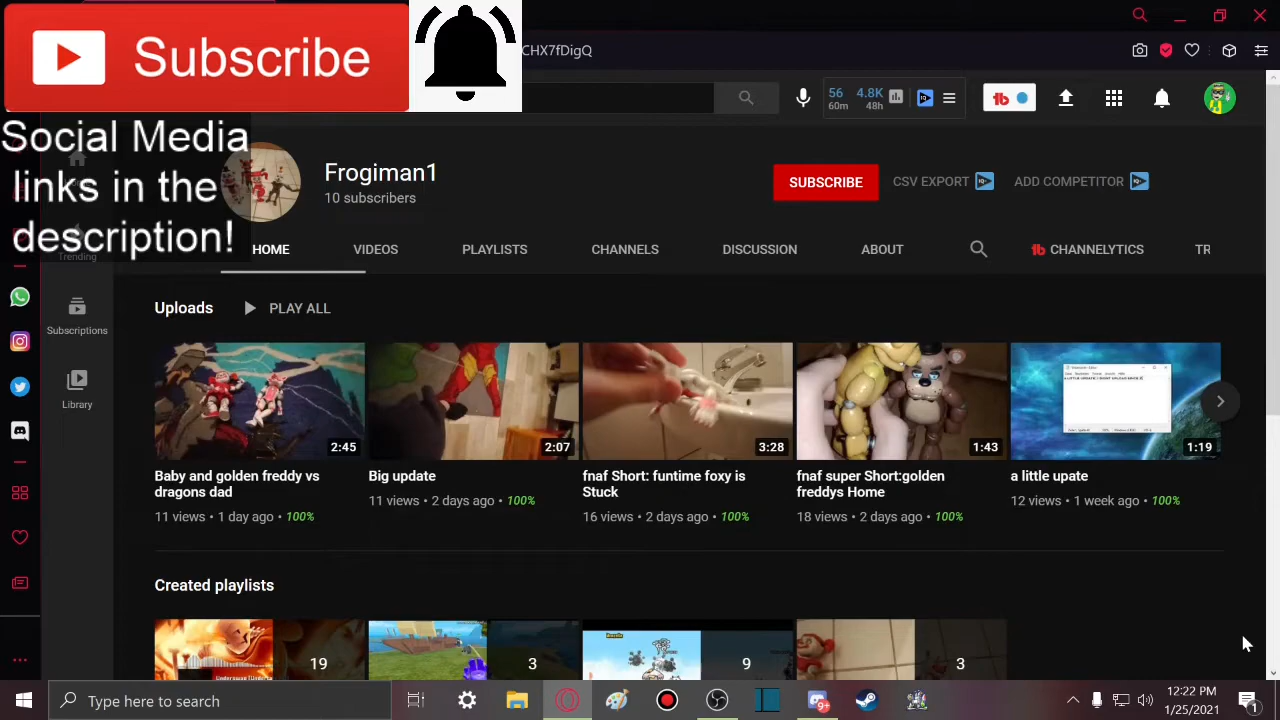 Subscribe
CHX7fDigQ
Social Media
links in the
description!
56
60m
4.8K
48h
Frogiman1
10 subscribers
SUBSCRIBE
CSV EXPORT
ADD COMPETITOR
HOME
VIDEOS
PLAYLISTS
CHANNELS
DISCUSSION
ABOUT
CHANNELYTICS
TR
Trending
Subscriptions
Library
Uploads
PLAY ALL
2:45
2:07
3:28
1:43
1:19
Baby and golden freddy vs
dragons dad
11 views • 1 day ago • 100%
Big update
11 views • 2 days ago • 100%
fnaf Short: funtime foxy is
Stuck
16 views • 2 days ago • 100%
fnaf super Short:golden
freddys Home
18 views • 2 days ago • 100%
a little upate
12 views • 1 week ago • 100%
Created playlists
19
3
9
3
Type here to search
9+
12:22 PM
1/25/2021
1